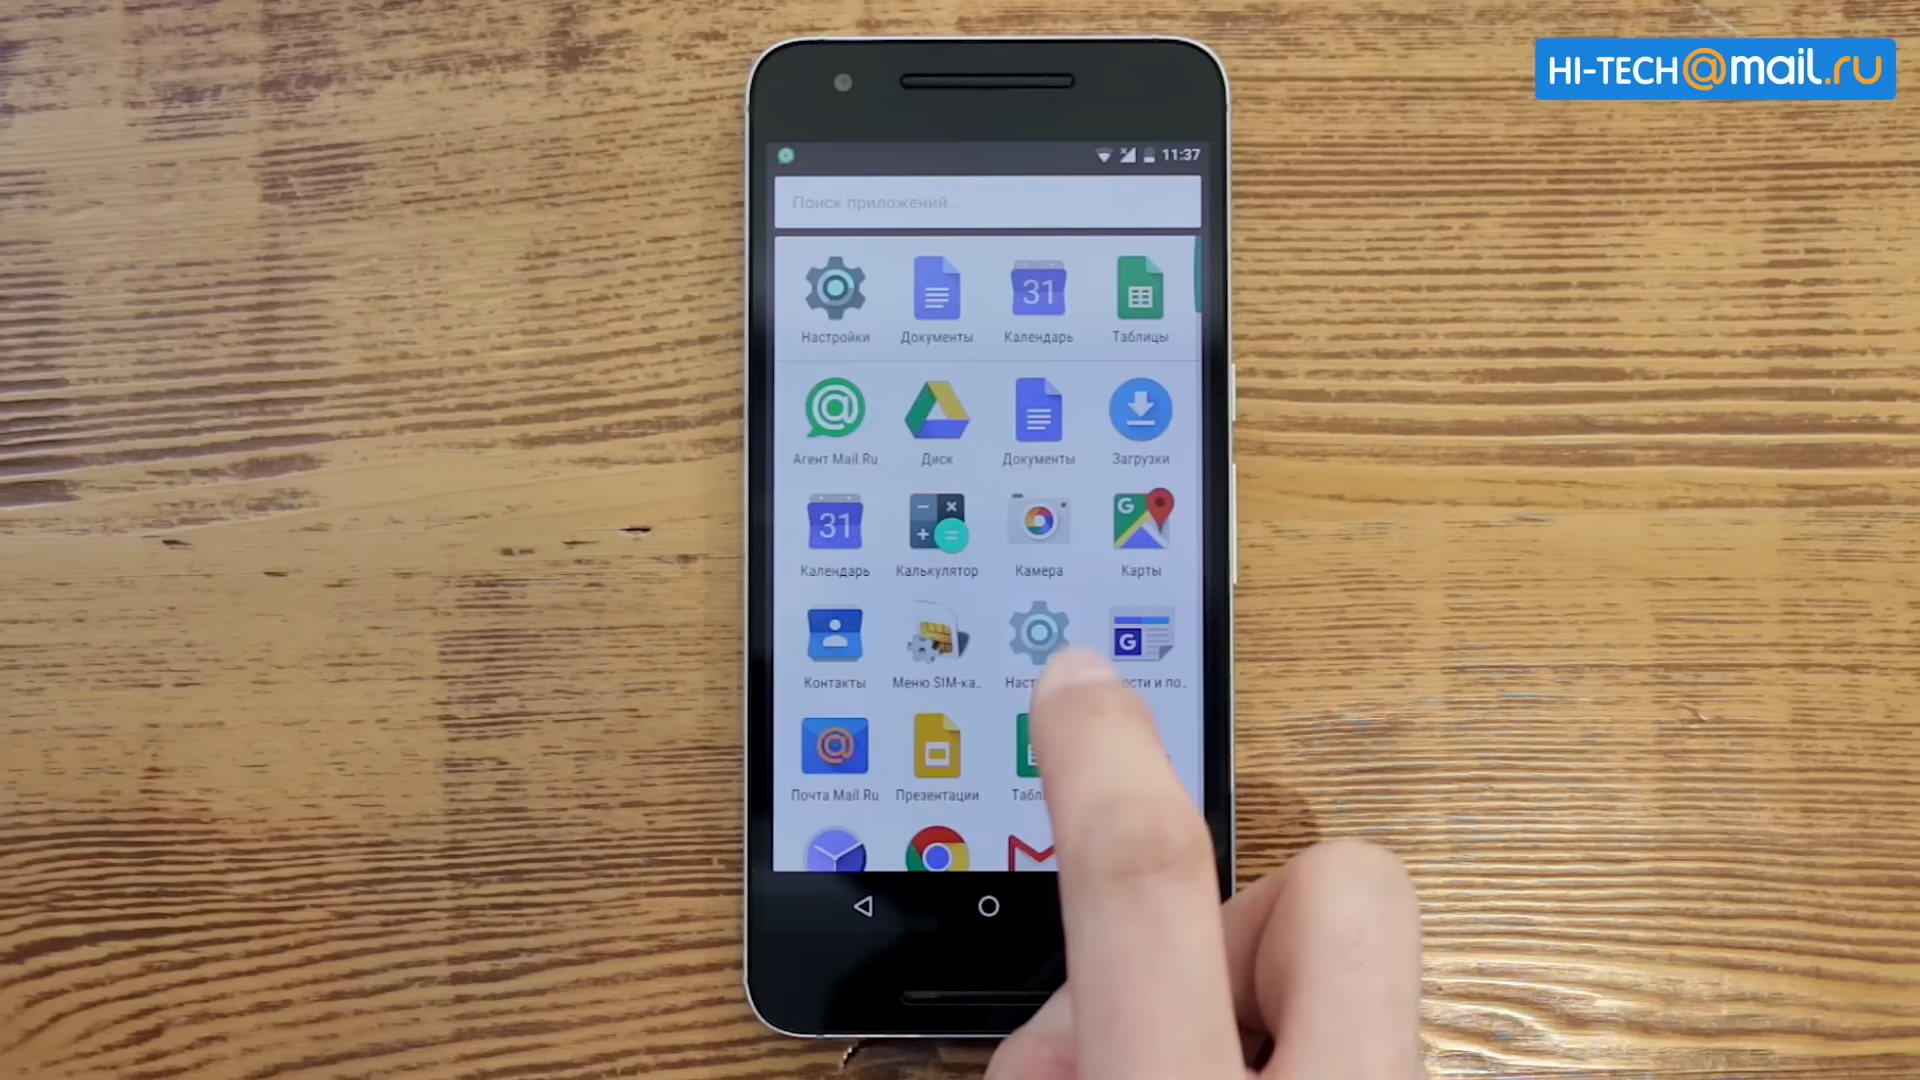 HI-TECH@mail.ru
11:37
Поиск приложений...
Настройки Документы Календарь Таблицы
Агент Mail.Ru Диск Документы Загрузки
31 Календарь Калькулятор Камера G Карты
Контакты Меню SIM-ка... G
Почта Mail.Ru Презентации